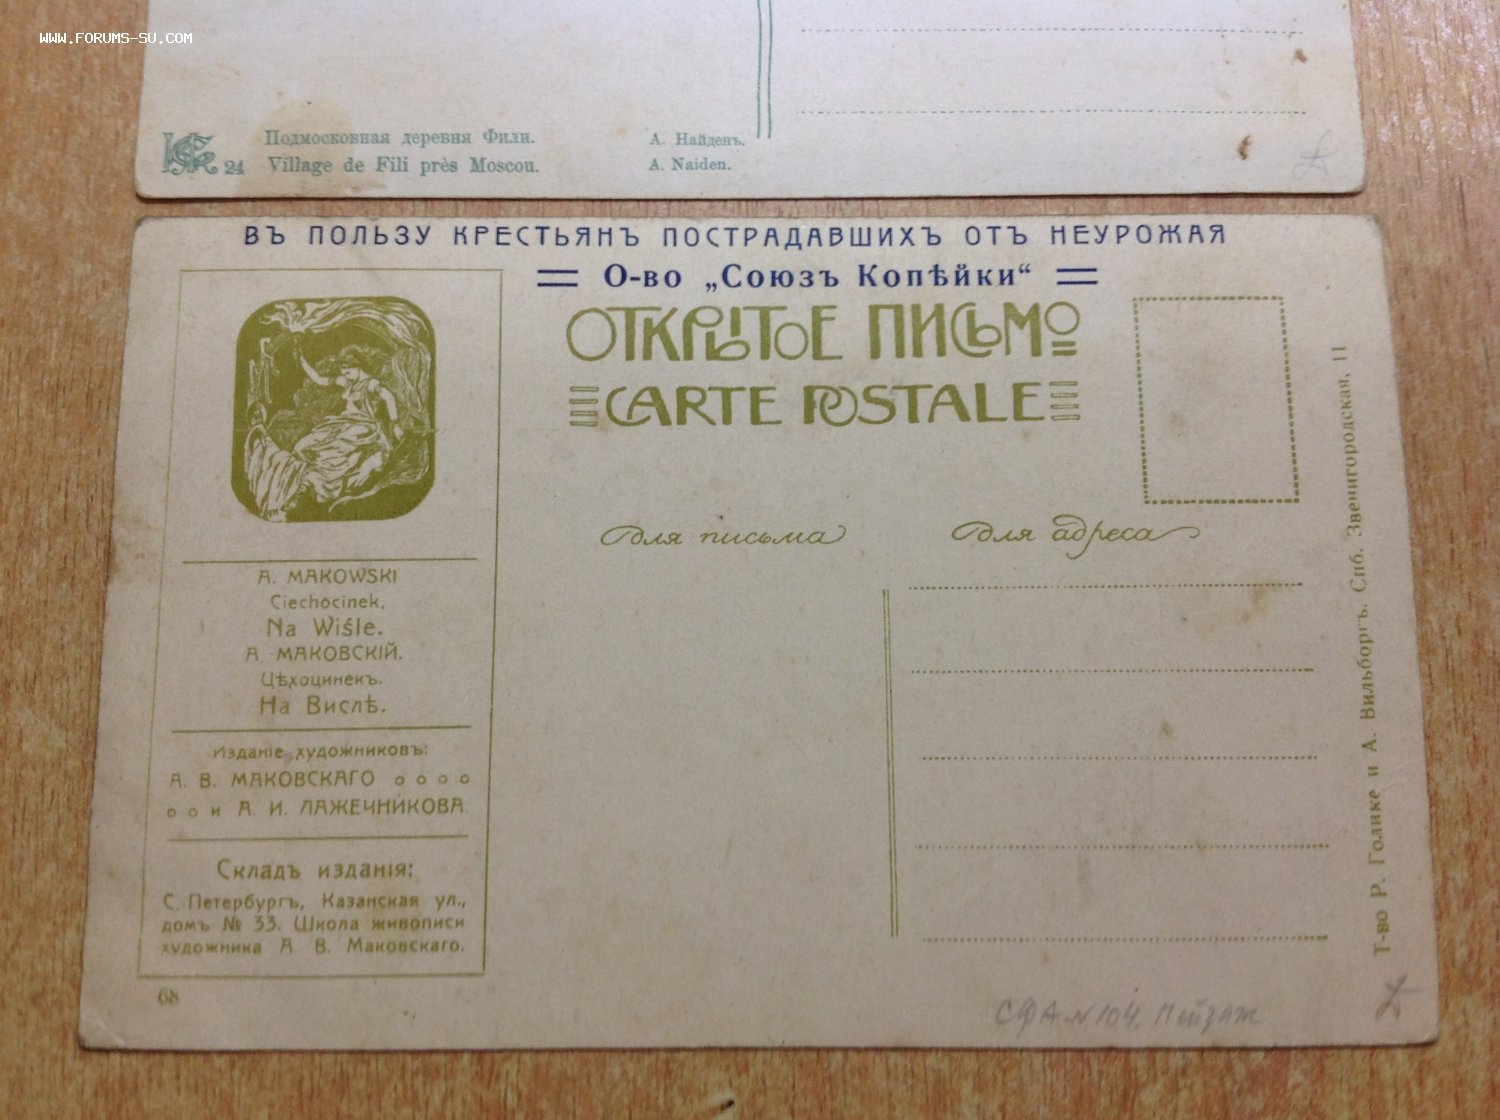 WWW.FORUMS-SU.COM
24
Подмосковная деревня Фили.
Village de Fili près Moscou.
А. Найденъ.
A. Naiden.
ВЪ ПОЛЬЗУ КРЕСТЬЯНЪ ПОСТРАДАВШИХЪ ОТЪ НЕУРОЖАЯ
О-во „Союзъ Копѣйки“
ОТКРЫТОЕ ПИСЬМО
CARTE POSTALE
для письма
для адреса
A. MAKOWSKI
Ciechocinek,
Na Wiśle.
А. МАКОВСКІЙ.
Цѣхоцинекъ.
На Вислѣ.
Изданіе художниковъ:
А. В. МАКОВСКАГО
и А. И. ЛАЖЕЧНИКОВА
Складъ изданія:
С. Петербургъ, Казанская ул.,
домъ № 33. Школа живописи
художника А. В. Маковскаго.
68
Т-во Р. Голике и А. Вильборгъ. Спб. Звенигородская, 11
СФА N 104. Пейзаж